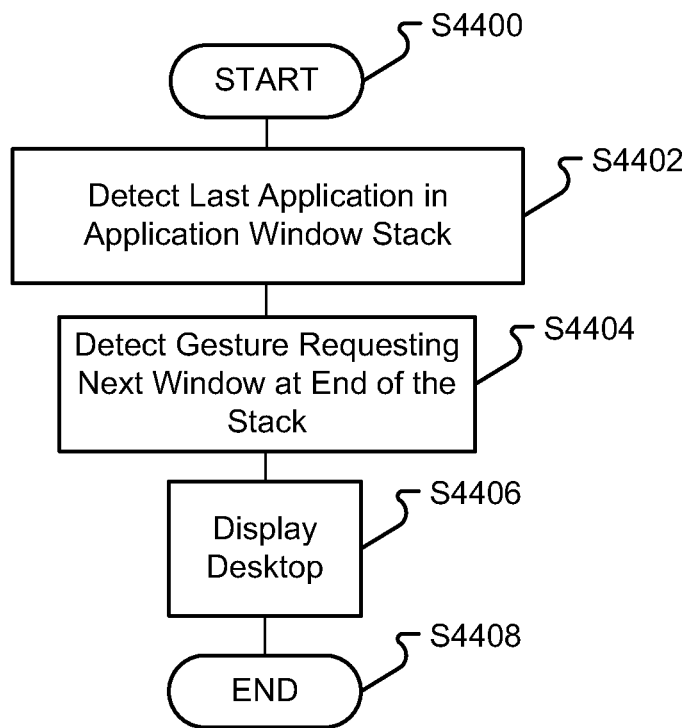 S4400
START
S4402
Detect Last Application in
Application Window Stack
S4404
Detect Gesture Requesting
Next Window at End of the
Stack
S4406
Display
Desktop
S4408
END